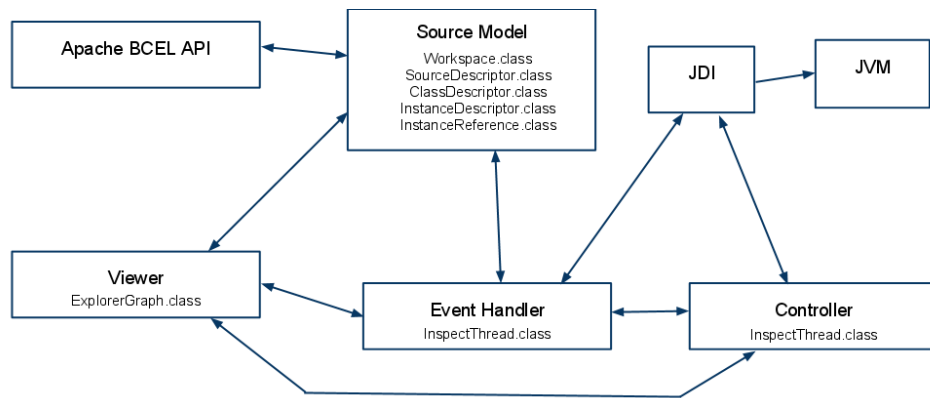 Apache BCEL API
Source Model
Workspace.class
SourceDescriptor.class
ClassDescriptor.class
InstanceDescriptor.class
InstanceReference.class
JDI
JVM
Viewer
ExplorerGraph.class
Event Handler
InspectThread.class
Controller
InspectThread.class